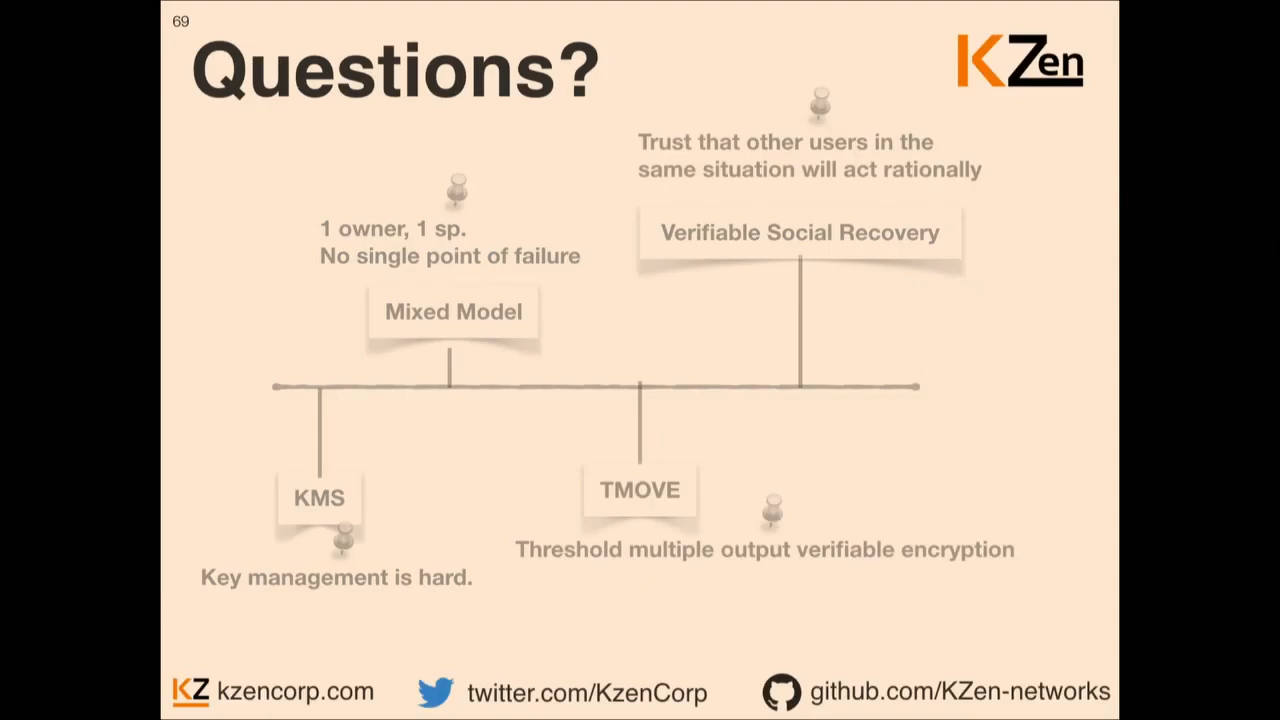 69
Questions?
KZen
Trust that other users in the
same situation will act rationally
1 owner, 1 sp.
No single point of failure
Verifiable Social Recovery
Mixed Model
KMS
TMOVE
Threshold multiple output verifiable encryption
Key management is hard.
KZ kzencorp.com
twitter.com/KzenCorp
github.com/KZen-networks